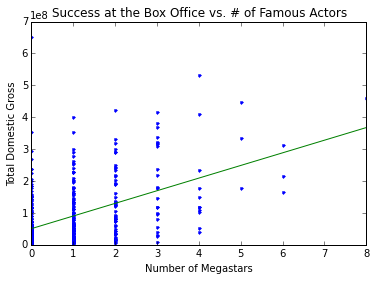 1e8 Success at the Box Office vs. # of Famous Actors
7
6
5
4
3
2
1
0
Total Domestic Gross
0 1 2 3 4 5 6 7 8
Number of Megastars